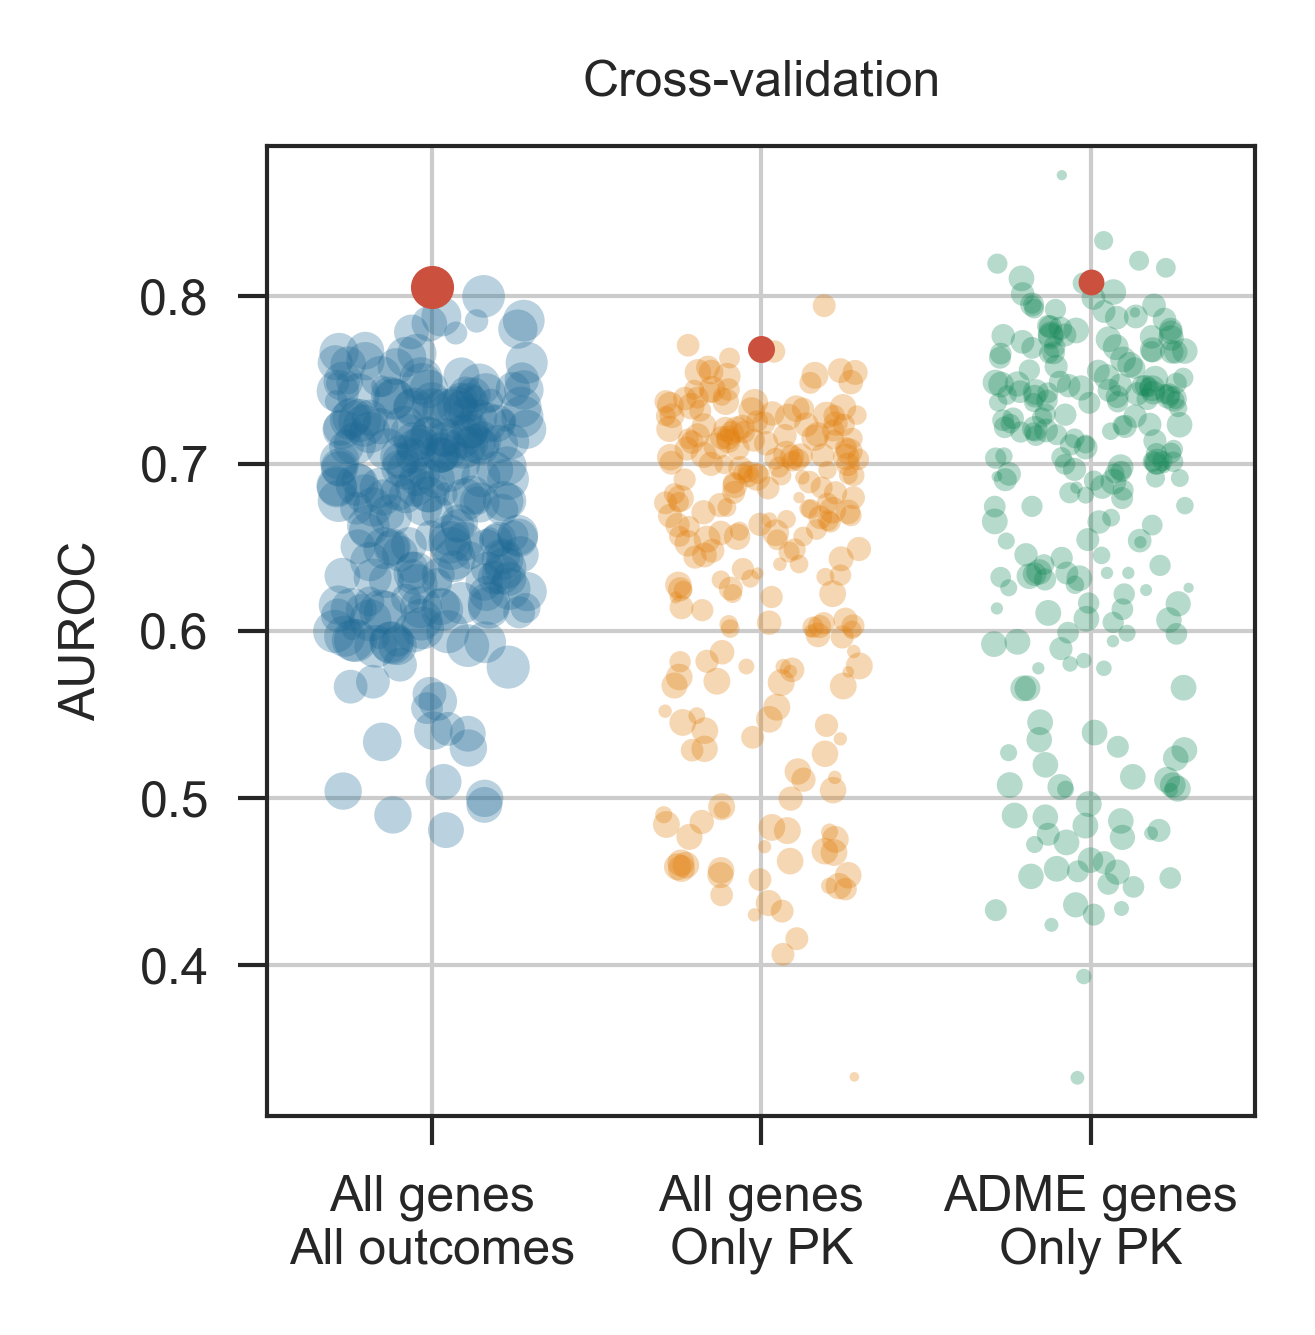 Cross-validation
AUROC
0.8
0.7
0.6
0.5
0.4
All genes
All outcomes
All genes
Only PK
ADME genes
Only PK